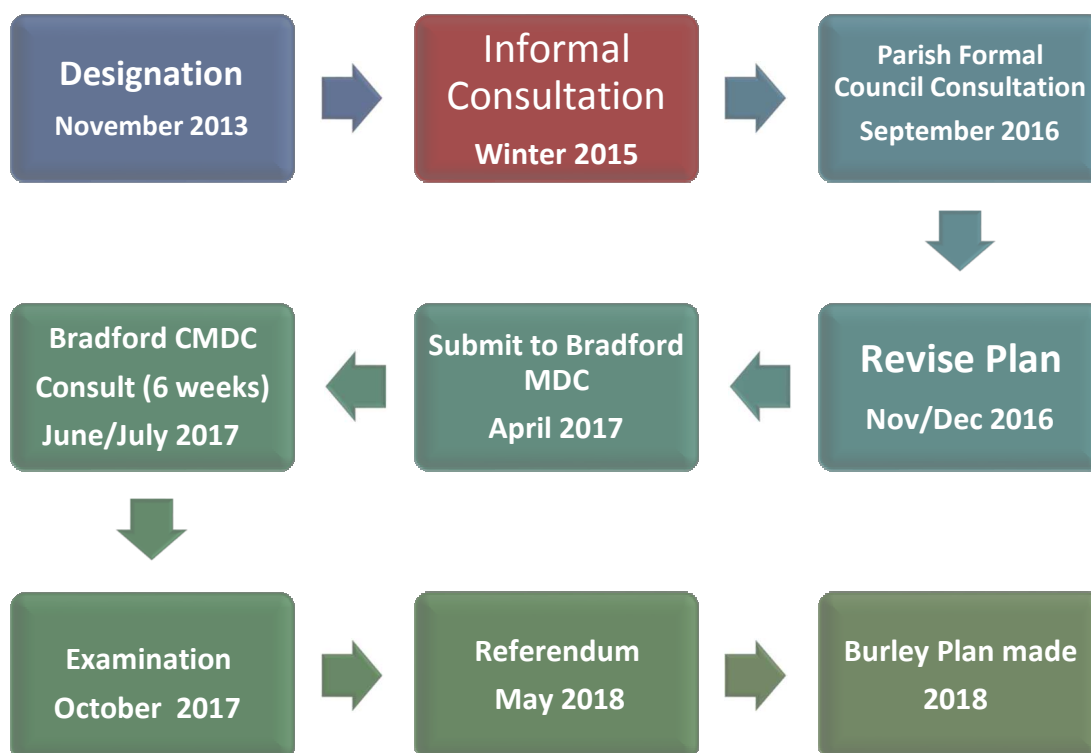 Designation
November 2013
Informal
Consultation
Winter 2015
Parish Formal
Council Consultation
September 2016
Revise Plan
Nov/Dec 2016
Submit to Bradford
MDC
April 2017
Bradford CMDC
Consult (6 weeks)
June/July 2017
Examination
October 2017
Referendum
May 2018
Burley Plan made
2018